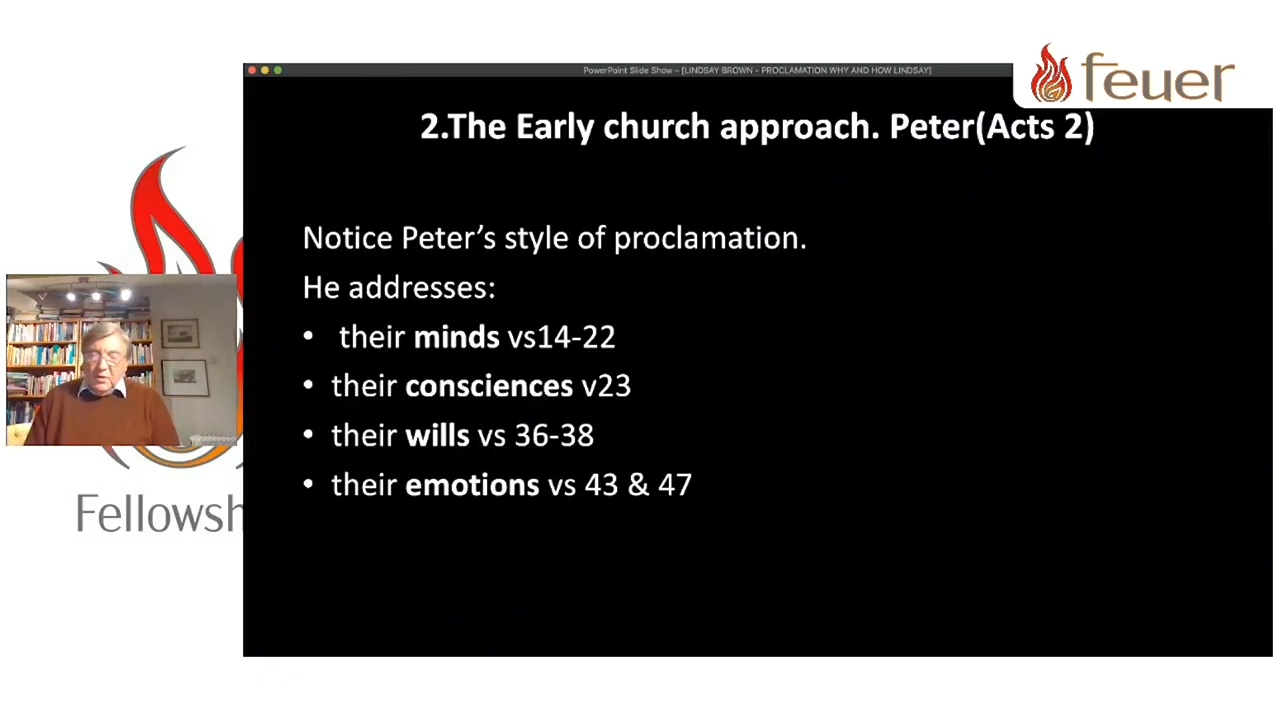 PowerPoint Slide Show – [LINDSAY BROWN - PROCLAMATION WHY AND HOW LINDSAY]
feuer
2.The Early church approach. Peter(Acts 2)
Notice Peter’s style of proclamation.
He addresses:
• their minds vs14-22
• their consciences v23
• their wills vs 36-38
• their emotions vs 43 & 47
Fellowsh